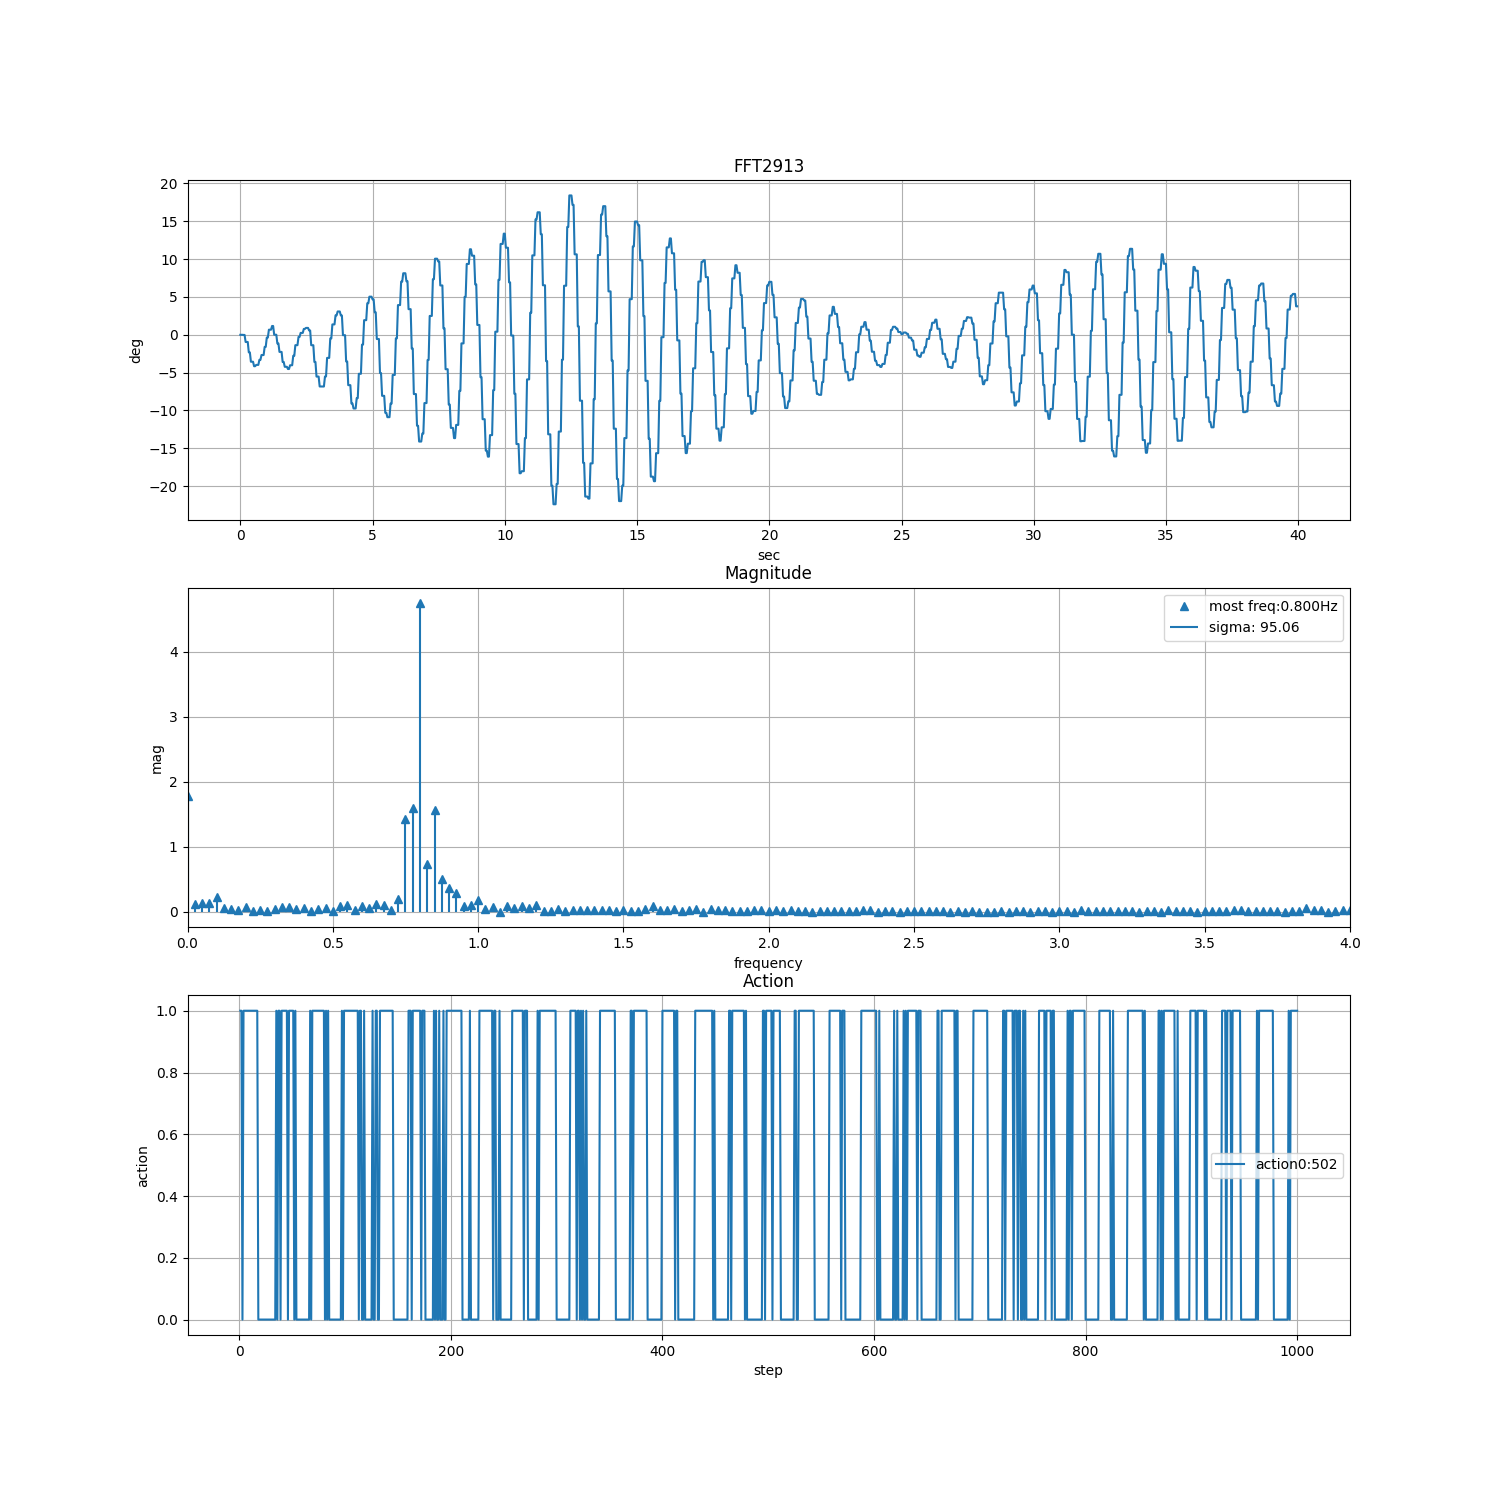 FFT2913
20
15
10
5
0
−5
−10
−15
−20
deg
0 5 10 15 20 25 30 35 40
sec
Magnitude
most freq:0.800Hz
sigma: 95.06
4
3
2
1
0
mag
0.0 0.5 1.0 1.5 2.0 2.5 3.0 3.5 4.0
frequency
Action
1.0
0.8
0.6
0.4
0.2
0.0
action
action0:502
0 200 400 600 800 1000
step